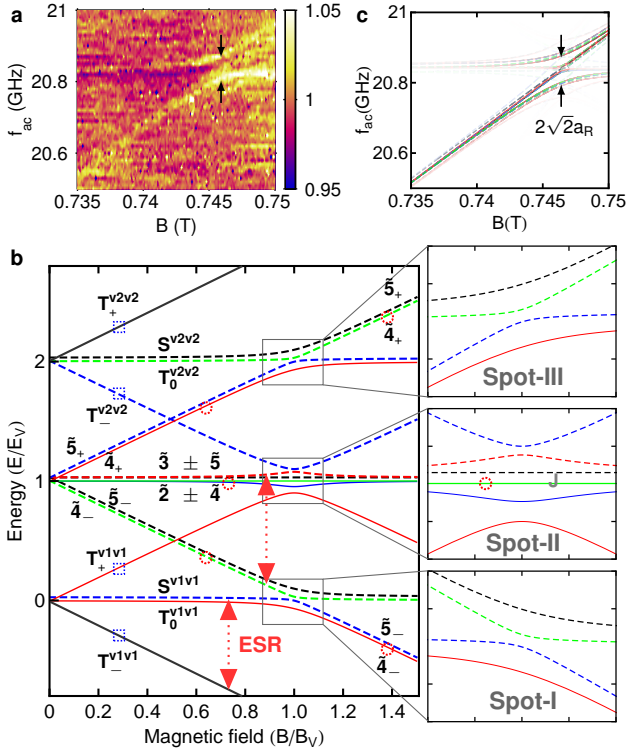 a
21
20.8
20.6
f_ac (GHz)
0.735
0.74
0.745
0.75
B (T)
1.05
1
0.95
c
21
20.8
20.6
f_ac(GHz)
2√2a_R
0.735
0.74
0.745
0.75
B(T)
b
Energy (E/E_V)
2
1
0
T_+^v2v2
S^v2v2
T_0^v2v2
T_-^v2v2
5̃_+
4̃_+
5̃_+
4̃_+
3̃ ± 5̃
2̃ ± 4̃
4̃_-
5̃_-
T_+^v1v1
S^v1v1
T_0^v1v1
T_-^v1v1
ESR
5̃_-
4̃_-
0
0.2
0.4
0.6
0.8
1.0
1.2
1.4
Magnetic field (B/B_V)
Spot-III
J
Spot-II
Spot-I